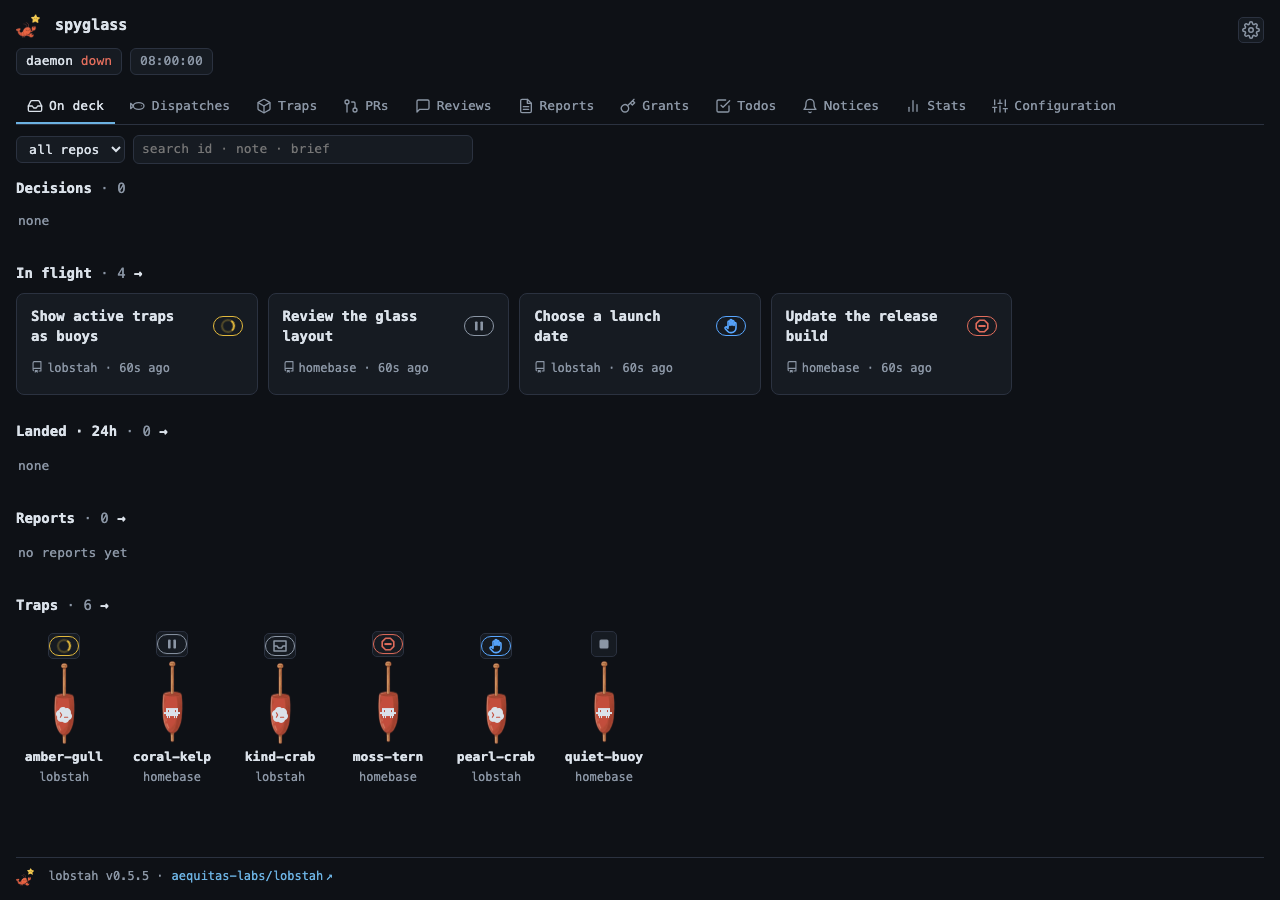 spyglass
daemon down 08:00:00
On deck Dispatches Traps PRs Reviews Reports Grants Todos Notices Stats Configuration
all repos search id · note · brief
Decisions · 0
none
In flight · 4 →
Show active traps as buoys
lobstah · 60s ago
Review the glass layout
homebase · 60s ago
Choose a launch date
lobstah · 60s ago
Update the release build
homebase · 60s ago
Landed · 24h · 0 →
none
Reports · 0 →
no reports yet
Traps · 6 →
amber-gull coral-kelp kind-crab moss-tern pearl-crab quiet-buoy
lobstah homebase lobstah homebase lobstah homebase
lobstah v0.5.5 · aequitas-labs/lobstah↗